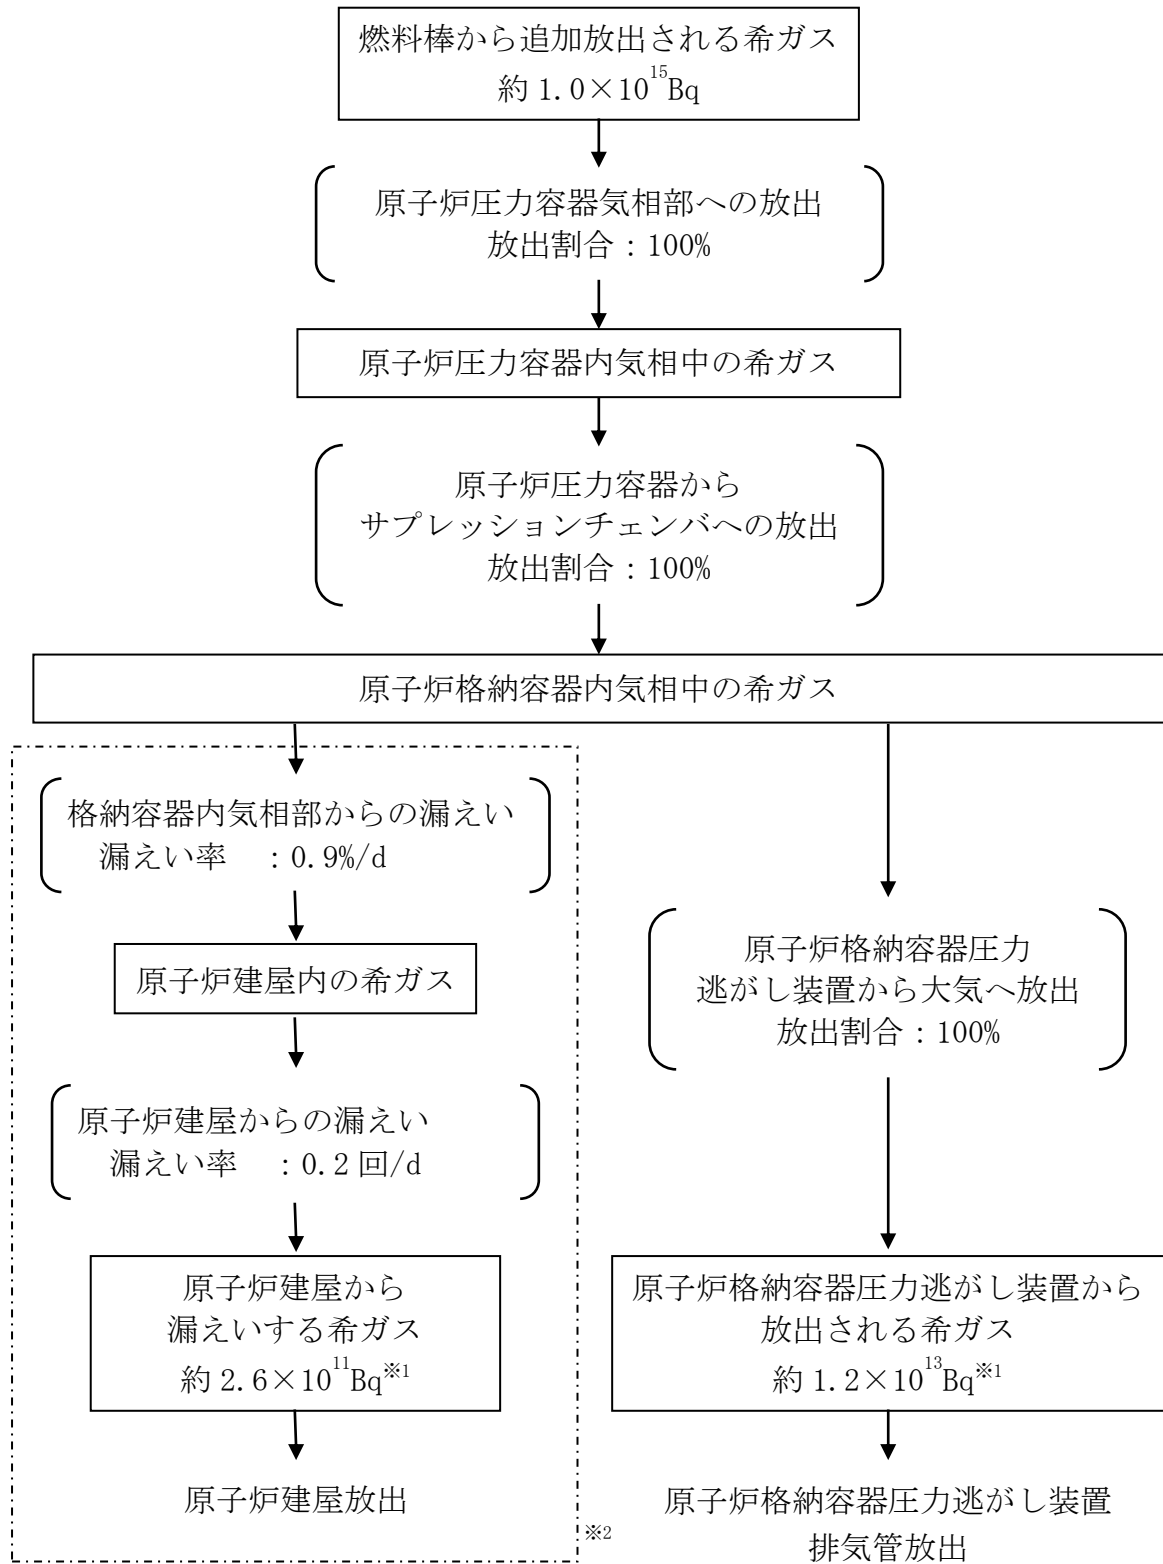 燃料棒から追加放出される希ガス
約 1.0×10¹⁵Bq
原子炉圧力容器気相部への放出
放出割合：100%
原子炉圧力容器内気相中の希ガス
原子炉圧力容器から
サプレッションチェンバへの放出
放出割合：100%
原子炉格納容器内気相中の希ガス
格納容器内気相部からの漏えい
漏えい率　：0.9%/d
原子炉建屋内の希ガス
原子炉建屋からの漏えい
漏えい率　：0.2 回/d
原子炉建屋から
漏えいする希ガス
約 2.6×10¹¹Bq※1
原子炉建屋放出
原子炉格納容器圧力
逃がし装置から大気へ放出
放出割合：100%
原子炉格納容器圧力逃がし装置から
放出される希ガス
約 1.2×10¹³Bq※1
原子炉格納容器圧力逃がし装置
排気管放出
※2